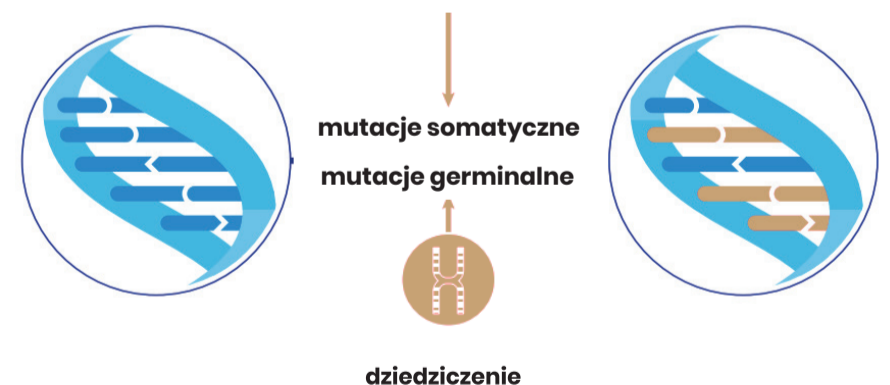 mutacje somatyczne
mutacje germinalne
dziedziczenie